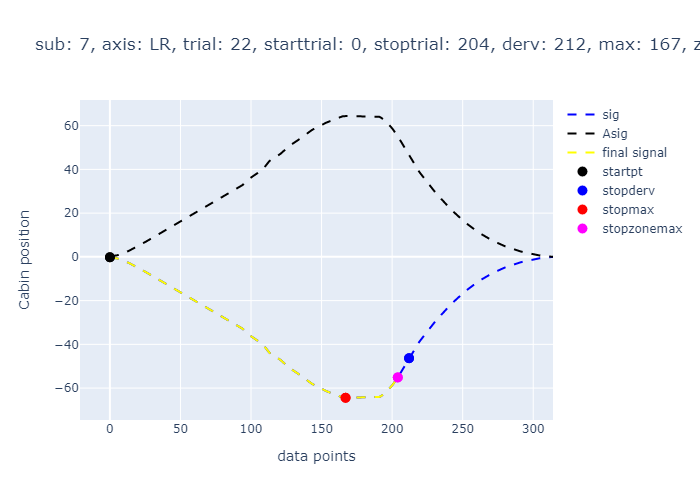 sub: 7, axis: LR, trial: 22, starttrial: 0, stoptrial: 204, derv: 212, max: 167, z
60
40
20
0
−20
−40
−60
Cabin position
0 50 100 150 200 250 300
data points
sig
Asig
final signal
startpt
stopderv
stopmax
stopzonemax